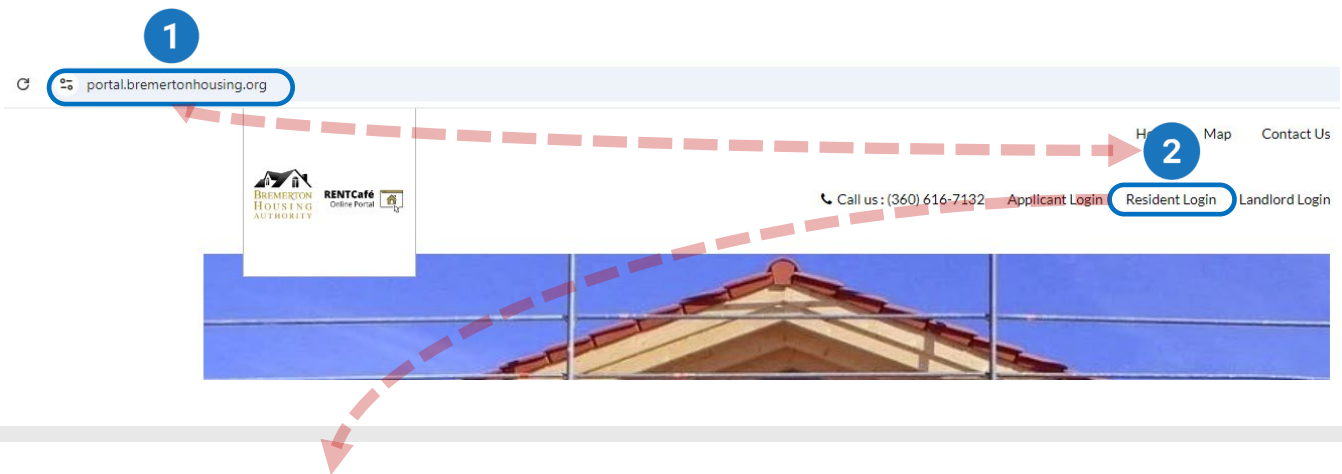 1
portal.bremertonhousing.org
Map Contact Us
2
BREMERTON
HOUSING
AUTHORITY
RENTCafé
Online Portal
Call us : (360) 616-7132 Applicant Login Resident Login Landlord Login